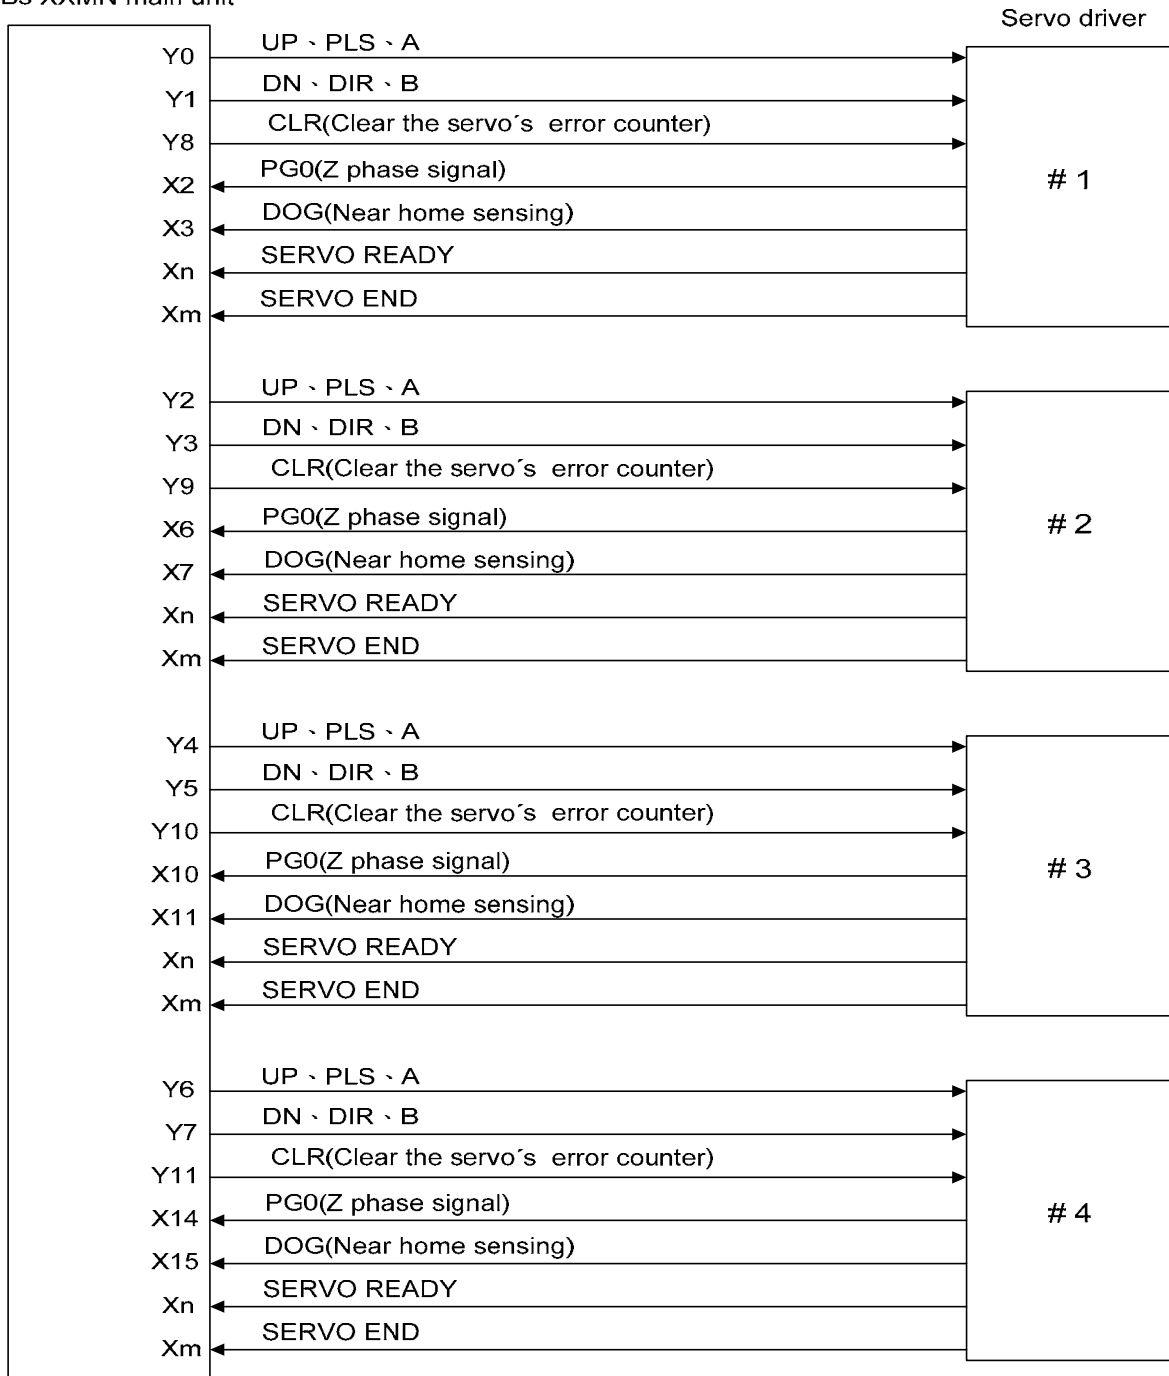 XXMN main unit
Servo driver
Y0 UP、PLS、A
Y1 DN、DIR、B
Y8 CLR(Clear the servo´s error counter)
X2 PG0(Z phase signal)
X3 DOG(Near home sensing)
Xn SERVO READY
Xm SERVO END
# 1
Y2 UP、PLS、A
Y3 DN、DIR、B
Y9 CLR(Clear the servo´s error counter)
X6 PG0(Z phase signal)
X7 DOG(Near home sensing)
Xn SERVO READY
Xm SERVO END
# 2
Y4 UP、PLS、A
Y5 DN、DIR、B
Y10 CLR(Clear the servo´s error counter)
X10 PG0(Z phase signal)
X11 DOG(Near home sensing)
Xn SERVO READY
Xm SERVO END
# 3
Y6 UP、PLS、A
Y7 DN、DIR、B
Y11 CLR(Clear the servo´s error counter)
X14 PG0(Z phase signal)
X15 DOG(Near home sensing)
Xn SERVO READY
Xm SERVO END
# 4